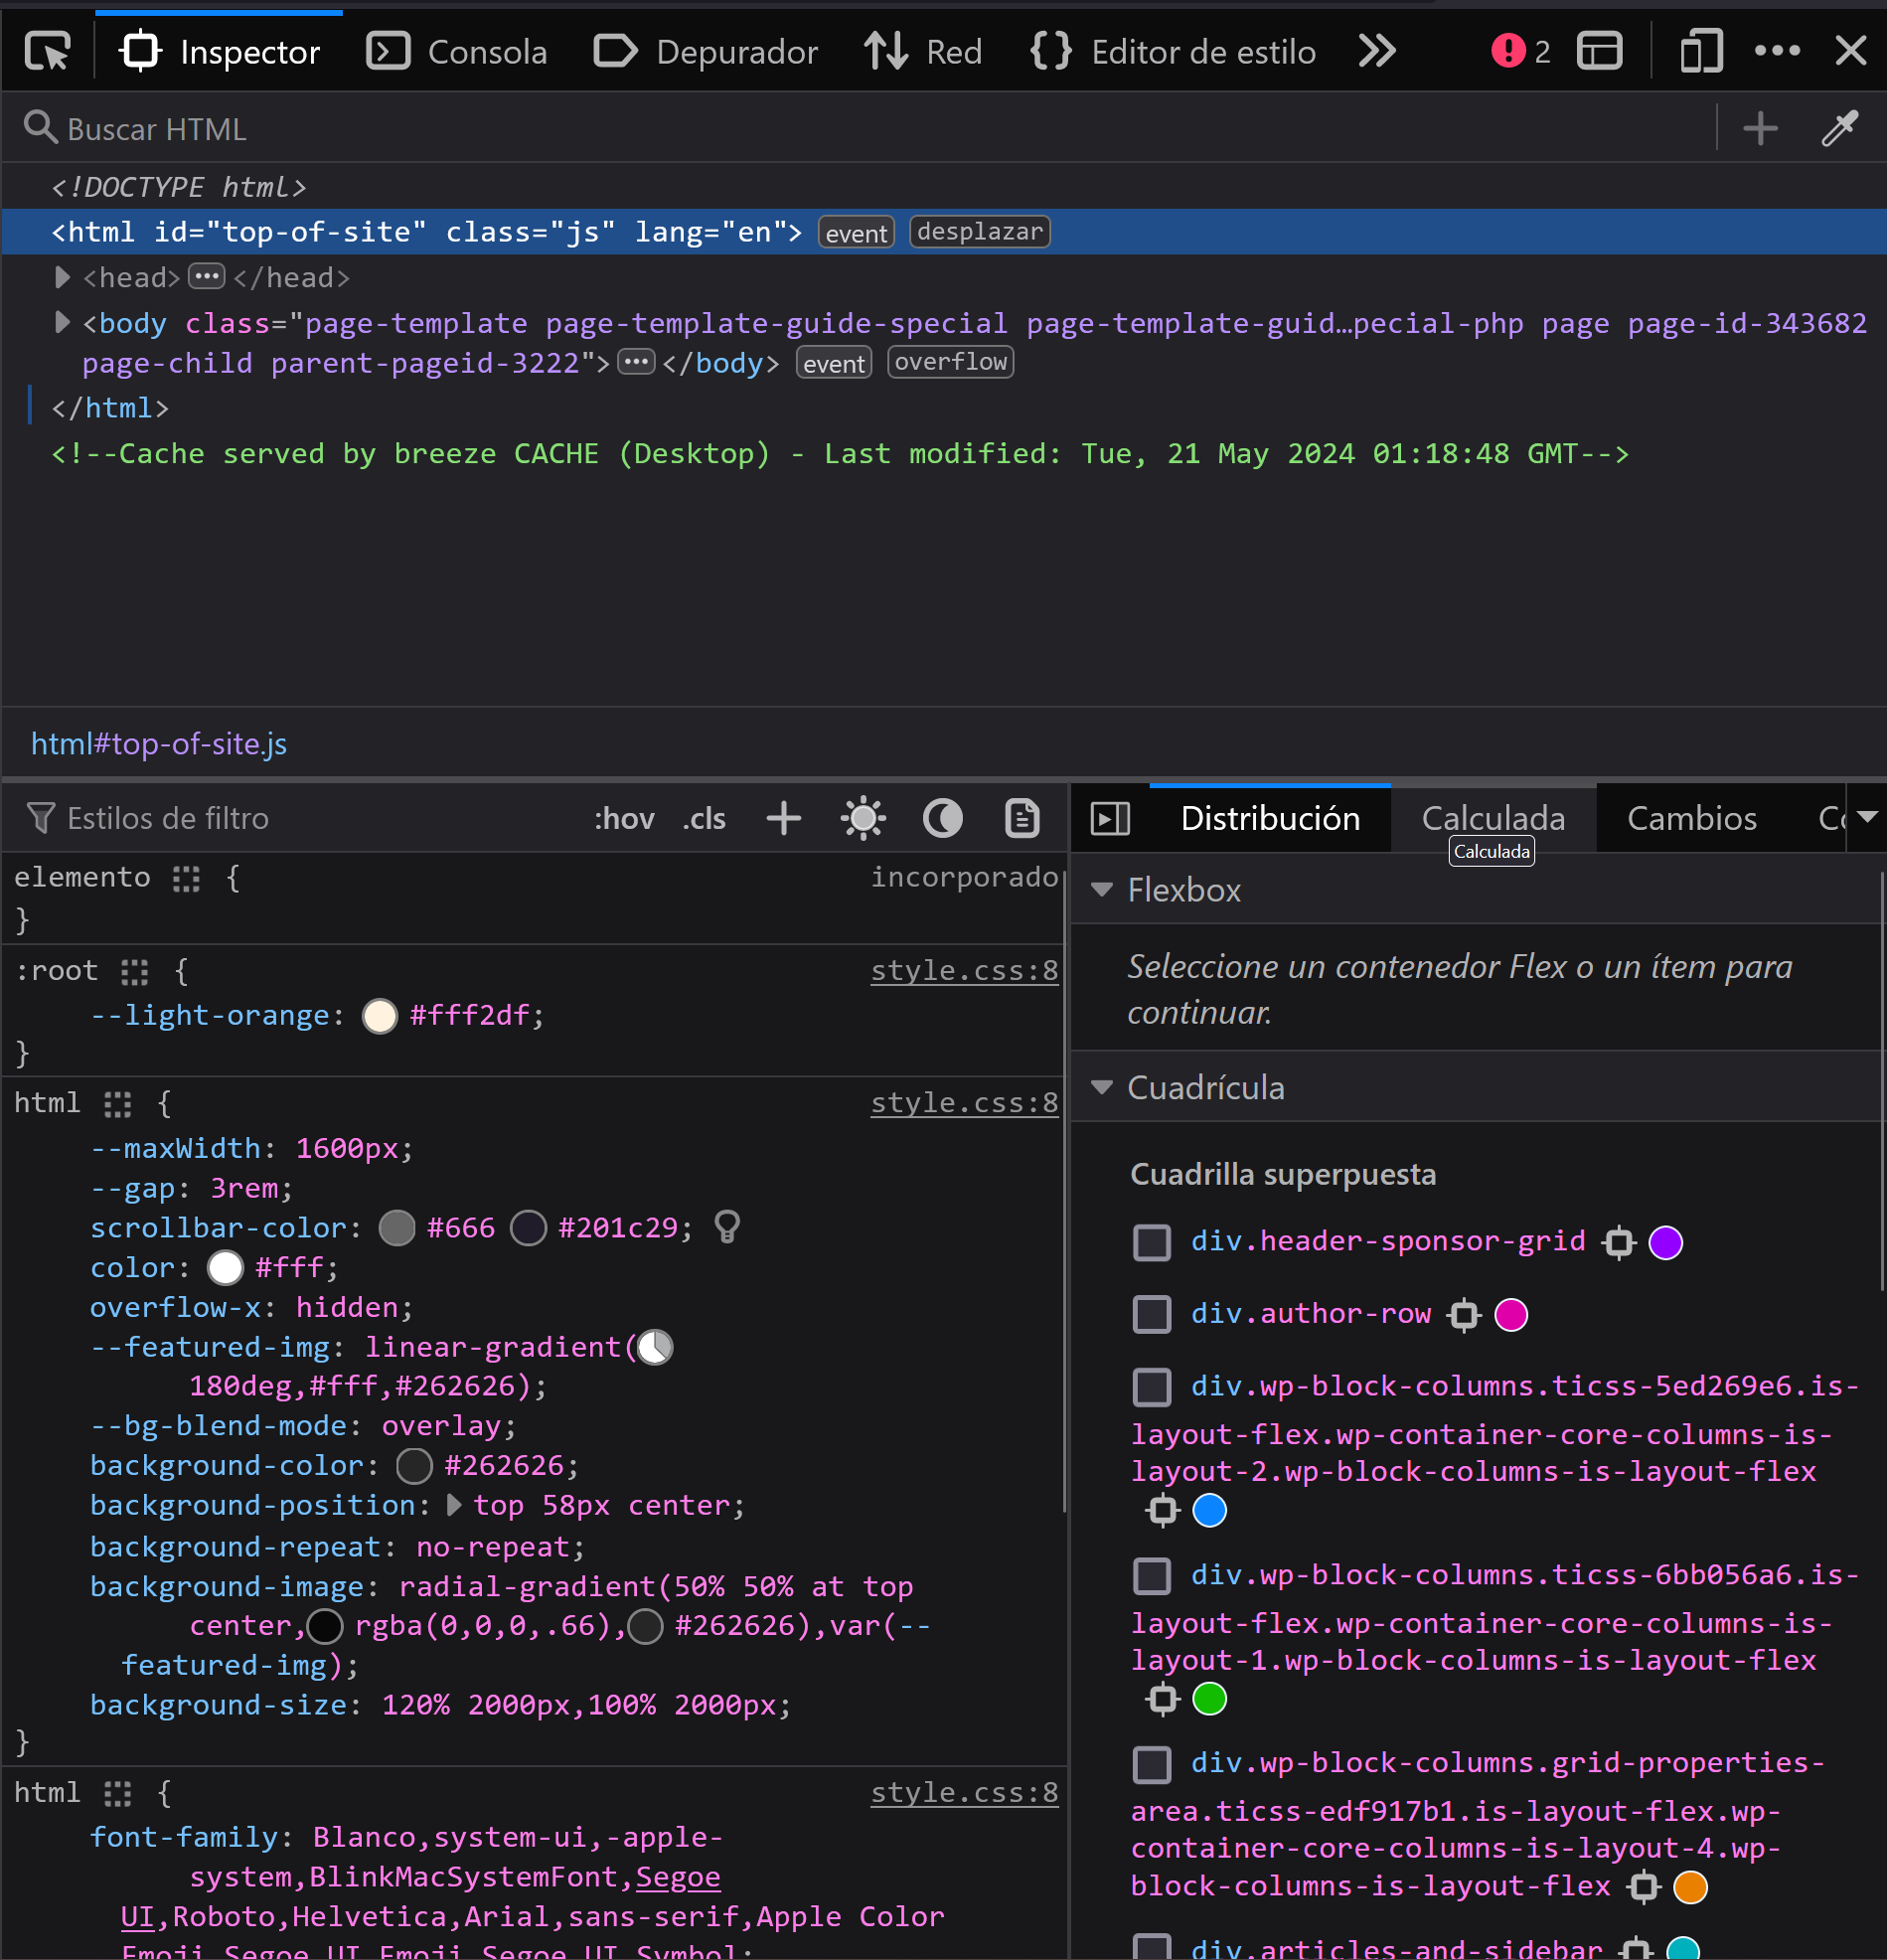 Inspector Consola Depurador Red Editor de estilo 2
Buscar HTML
<!DOCTYPE html>
<html id="top-of-site" class="js" lang="en"> event desplazar
<head> ••• </head>
<body class="page-template page-template-guide-special page-template-guid…pecial-php page page-id-343682
page-child parent-pageid-3222"> ••• </body> event overflow
</html>
<!--Cache served by breeze CACHE (Desktop) - Last modified: Tue, 21 May 2024 01:18:48 GMT-->
html#top-of-site.js
Estilos de filtro :hov .cls
elemento { incorporado
}
:root { style.css:8
--light-orange: #fff2df;
}
html { style.css:8
--maxWidth: 1600px;
--gap: 3rem;
scrollbar-color: #666 #201c29;
color: #fff;
overflow-x: hidden;
--featured-img: linear-gradient(
180deg,#fff,#262626);
--bg-blend-mode: overlay;
background-color: #262626;
background-position: top 58px center;
background-repeat: no-repeat;
background-image: radial-gradient(50% 50% at top
center, rgba(0,0,0,.66), #262626),var(--
featured-img);
background-size: 120% 2000px,100% 2000px;
}
html { style.css:8
font-family: Blanco,system-ui,-apple-
system,BlinkMacSystemFont,Segoe
UI,Roboto,Helvetica,Arial,sans-serif,Apple Color
Emoji,Segoe UI Emoji,Segoe UI Symbol;
Distribución Calculada Cambios
Calculada
Flexbox
Seleccione un contenedor Flex o un ítem para
continuar.
Cuadrícula
Cuadrilla superpuesta
div.header-sponsor-grid
div.author-row
div.wp-block-columns.ticss-5ed269e6.is-
layout-flex.wp-container-core-columns-is-
layout-2.wp-block-columns-is-layout-flex
div.wp-block-columns.ticss-6bb056a6.is-
layout-flex.wp-container-core-columns-is-
layout-1.wp-block-columns-is-layout-flex
div.wp-block-columns.grid-properties-
area.ticss-edf917b1.is-layout-flex.wp-
container-core-columns-is-layout-4.wp-
block-columns-is-layout-flex
div.articles-and-sidebar